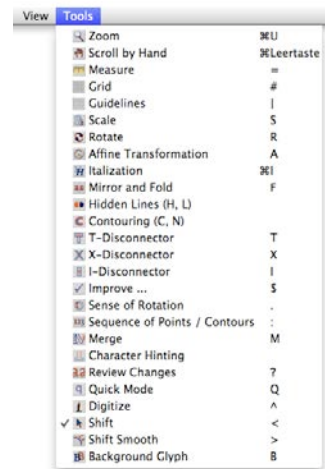 View Tools
Zoom ⌘U
Scroll by Hand ⌘Leertaste
Measure =
Grid #
Guidelines |
Scale S
Rotate R
Affine Transformation A
Italization ⌘I
Mirror and Fold F
Hidden Lines (H, L)
Contouring (C, N)
T-Disconnector T
X-Disconnector X
I-Disconnector I
Improve ... $
Sense of Rotation .
Sequence of Points / Contours :
Merge M
Character Hinting
Review Changes ?
Quick Mode Q
Digitize ^
✓ Shift <
Shift Smooth >
Background Glyph B